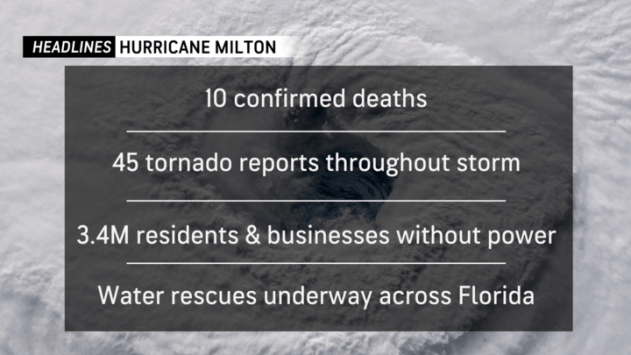 HEADLINES HURRICANE MILTON
10 confirmed deaths
45 tornado reports throughout storm
3.4M residents & businesses without power
Water rescues underway across Florida